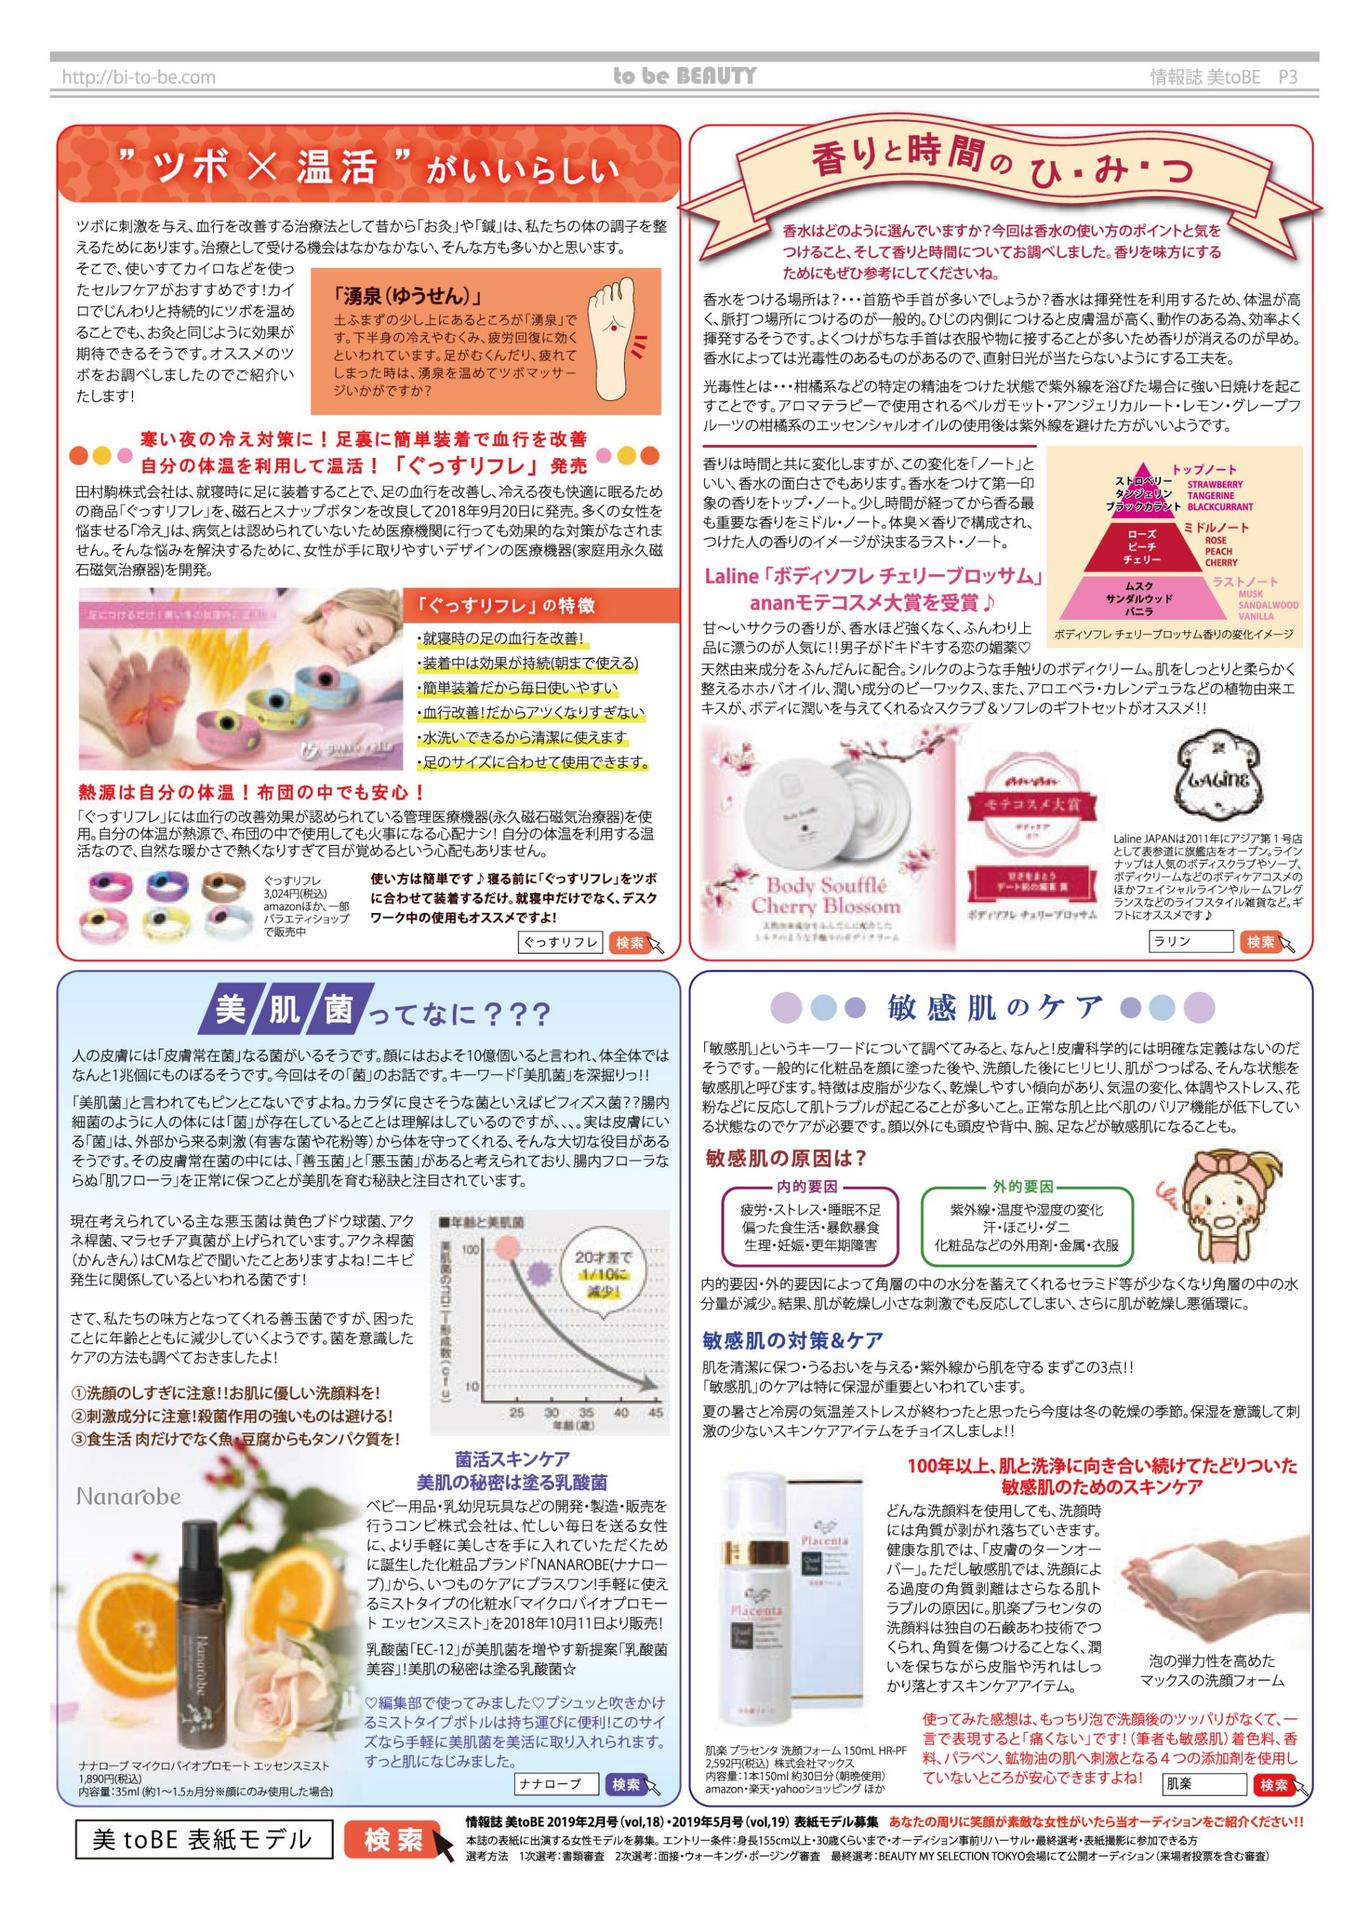 http://bi-to-be.com
to be BEAUTY
情報誌 美toBE P3
" ツボ × 温活 " がいいらしい
ツボに刺激を与え、血行を改善する治療法として昔から「お灸」や「鍼」は、私たちの体の調子を整
えるためにあります。治療として受ける機会はなかなかない、そんな方も多いかと思います。
そこで、使いすてカイロなどを使っ
たセルフケアがおすすめです!カイ
ロでじんわりと持続的にツボを温め
ることでも、お灸と同じように効果が
期待できるそうです。オススメのツ
ボをお調べしましたのでご紹介い
たします!
「湧泉(ゆうせん)」
土ふまずの少し上にあるところが「湧泉」で
す。下半身の冷えやむくみ、疲労回復に効く
といわれています。足がむくんだり、疲れて
しまった時は、湧泉を温めてツボマッサー
ジいかがですか?
寒い夜の冷え対策に!足裏に簡単装着で血行を改善
自分の体温を利用して温活!「ぐっすリフレ」発売
田村駒株式会社は、就寝時に足に装着することで、足の血行を改善し、冷える夜も快適に眠るため
の商品「ぐっすリフレ」を、磁石とスナップボタンを改良して2018年9月20日に発売。多くの女性を
悩ませる「冷え」は、病気とは認められていないため医療機関に行っても効果的な対策がなされま
せん。そんな悩みを解決するために、女性が手に取りやすいデザインの医療機器(家庭用永久磁
石磁気治療器)を開発。
足につけるだけ!寒い冬の就寝時に
gussu refle
「ぐっすリフレ」の特徴
・就寝時の足の血行を改善!
・装着中は効果が持続(朝まで使える)
・簡単装着だから毎日使いやすい
・血行改善!だからアツくなりすぎない
・水洗いできるから清潔に使えます
・足のサイズに合わせて使用できます。
熱源は自分の体温!布団の中でも安心!
「ぐっすリフレ」には血行の改善効果が認められている管理医療機器(永久磁石磁気治療器)を使
用。自分の体温が熱源で、布団の中で使用しても火事になる心配ナシ! 自分の体温を利用する温
活なので、自然な暖かさで熱くなりすぎて目が覚めるという心配もありません。
ぐっすリフレ
3,024円(税込)
amazonほか、一部
バラエティショップ
で販売中
使い方は簡単です♪寝る前に「ぐっすリフレ」をツボ
に合わせて装着するだけ。就寝中だけでなく、デスク
ワーク中の使用もオススメですよ!
ぐっすリフレ 検索
香りと時間の ひ・み・つ
香水はどのように選んでいますか?今回は香水の使い方のポイントと気を
つけること、そして香りと時間についてお調べしました。香りを味方にする
ためにもぜひ参考にしてくださいね。
香水をつける場所は?・・・首筋や手首が多いでしょうか?香水は揮発性を利用するため、体温が高
く、脈打つ場所につけるのが一般的。ひじの内側につけると皮膚温が高く、動作のある為、効率よく
揮発するそうです。よくつけがちな手首は衣服や物に接することが多いため香りが消えるのが早め。
香水によっては光毒性のあるものがあるので、直射日光が当たらないようにする工夫を。
光毒性とは・・・柑橘系などの特定の精油をつけた状態で紫外線を浴びた場合に強い日焼けを起こ
すことです。アロマテラピーで使用されるベルガモット・アンジェリカルート・レモン・グレープフ
ルーツの柑橘系のエッセンシャルオイルの使用後は紫外線を避けた方がいいようです。
香りは時間と共に変化しますが、この変化を「ノート」と
いい、香水の面白さでもあります。香水をつけて第一印
象の香りをトップ・ノート。少し時間が経ってから香る最
も重要な香りをミドル・ノート。体臭×香りで構成され、
つけた人の香りのイメージが決まるラスト・ノート。
ストロベリー
タンジェリン
ブラックカラント
トップノート
STRAWBERRY
TANGERINE
BLACKCURRANT
ローズ
ピーチ
チェリー
ミドルノート
ROSE
PEACH
CHERRY
ムスク
サンダルウッド
バニラ
ラストノート
MUSK
SANDALWOOD
VANILLA
ボディソフレ チェリーブロッサム香りの変化イメージ
Laline「ボディソフレ チェリーブロッサム」
ananモテコスメ大賞を受賞♪
甘〜いサクラの香りが、香水ほど強くなく、ふんわり上
品に漂うのが人気に!!男子がドキドキする恋の媚薬♡
天然由来成分をふんだんに配合。シルクのような手触りのボディクリーム。肌をしっとりと柔らかく
整えるホホバオイル、潤い成分のビーワックス、また、アロエベラ・カレンデュラなどの植物由来エ
キスが、ボディに潤いを与えてくれる☆スクラブ&ソフレのギフトセットがオススメ!!
Body Soufflé
Cherry Blossom
天然由来成分をふんだんに配合した
シルクのような手触りのボディクリーム
anan
モテコスメ大賞
ボディケア
甘さをまとう
デート前の媚薬 賞
ボディソフレ チェリーブロッサム
LALINE
Laline JAPANは2011年にアジア第1号店
として表参道に旗艦店をオープン。ライン
ナップは人気のボディスクラブやソープ、
ボディクリームなどのボディケアコスメの
ほかフェイシャルラインやルームフレグ
ランスなどのライフスタイル雑貨など。ギ
フトにオススメです♪
ラリン 検索
美肌菌ってなに???
人の皮膚には「皮膚常在菌」なる菌がいるそうです。顔にはおよそ10億個いると言われ、体全体では
なんと1兆個にものぼるそうです。今回はその「菌」のお話です。キーワード「美肌菌」を深掘りっ!!
「美肌菌」と言われてもピンとこないですよね。カラダに良さそうな菌といえばビフィズス菌??腸内
細菌のように人の体には「菌」が存在していることは理解はしているのですが、、、。実は皮膚にい
る「菌」は、外部から来る刺激(有害な菌や花粉等)から体を守ってくれる、そんな大切な役目がある
そうです。その皮膚常在菌の中には、「善玉菌」と「悪玉菌」があると考えられており、腸内フローラな
らぬ「肌フローラ」を正常に保つことが美肌を育む秘訣と注目されています。
現在考えられている主な悪玉菌は黄色ブドウ球菌、アク
ネ桿菌、マラセチア真菌が上げられています。アクネ桿菌
(かんきん)はCMなどで聞いたことありますよね!ニキビ
発生に関係しているといわれる菌です!
さて、私たちの味方となってくれる善玉菌ですが、困った
ことに年齢とともに減少していくようです。菌を意識した
ケアの方法も調べておきましたよ!
①洗顔のしすぎに注意!!お肌に優しい洗顔料を!
②刺激成分に注意!殺菌作用の強いものは避ける!
③食生活 肉だけでなく魚・豆腐からもタンパク質を!
■年齢と美肌菌
美肌菌のコロニー形成数(cfu)
100
10
20才差で
1/10に
減少!
25 30 35 40 45
年齢(歳)
菌活スキンケア
美肌の秘密は塗る乳酸菌
ベビー用品・乳幼児玩具などの開発・製造・販売を
行うコンビ株式会社は、忙しい毎日を送る女性
に、より手軽に美しさを手に入れていただくため
に誕生した化粧品ブランド「NANAROBE(ナナロー
ブ)」から、いつものケアにプラスワン!手軽に使え
るミストタイプの化粧水「マイクロバイオプロモー
ト エッセンスミスト」を2018年10月11日より販売!
乳酸菌「EC-12」が美肌菌を増やす新提案「乳酸菌
美容」!美肌の秘密は塗る乳酸菌☆
♡編集部で使ってみました♡プシュッと吹きかけ
るミストタイプボトルは持ち運びに便利!このサイ
ズなら手軽に美肌菌を美活に取り入れられます。
すっと肌になじみました。
Nanarobe
Nanarobe
ナナローブ マイクロバイオプロモート エッセンスミスト
1,890円(税込)
内容量:35ml (約1〜1.5ヵ月分※顔にのみ使用した場合)
ナナローブ 検索
敏感肌のケア
「敏感肌」というキーワードについて調べてみると、なんと!皮膚科学的には明確な定義はないのだ
そうです。一般的に化粧品を顔に塗った後や、洗顔した後にヒリヒリ、肌がつっぱる、そんな状態を
敏感肌と呼びます。特徴は皮脂が少なく、乾燥しやすい傾向があり、気温の変化、体調やストレス、花
粉などに反応して肌トラブルが起こることが多いこと。正常な肌と比べ肌のバリア機能が低下してい
る状態なのでケアが必要です。顔以外にも頭皮や背中、腕、足などが敏感肌になることも。
敏感肌の原因は?
内的要因
疲労・ストレス・睡眠不足
偏った食生活・暴飲暴食
生理・妊娠・更年期障害
外的要因
紫外線・温度や湿度の変化
汗・ほこり・ダニ
化粧品などの外用剤・金属・衣服
内的要因・外的要因によって角層の中の水分を蓄えてくれるセラミド等が少なくなり角層の中の水
分量が減少。結果、肌が乾燥し小さな刺激でも反応してしまい、さらに肌が乾燥し悪循環に。
敏感肌の対策&ケア
肌を清潔に保つ・うるおいを与える・紫外線から肌を守る まずこの3点!!
「敏感肌」のケアは特に保湿が重要といわれています。
夏の暑さと冷房の気温差ストレスが終わったと思ったら今度は冬の乾燥の季節。保湿を意識して刺
激の少ないスキンケアアイテムをチョイスしましょ!!
100年以上、肌と洗浄に向き合い続けてたどりついた
敏感肌のためのスキンケア
どんな洗顔料を使用しても、洗顔時
には角質が剥がれ落ちていきます。
健康な肌では、「皮膚のターンオー
バー」。ただし敏感肌では、洗顔によ
る過度の角質剥離はさらなる肌ト
ラブルの原因に。肌楽プラセンタの
洗顔料は独自の石鹸あわ技術でつ
くられ、角質を傷つけることなく、潤
いを保ちながら皮脂や汚れはしっ
かり落とすスキンケアアイテム。
Placenta
Quad Free
Placenta
Quad Free
泡の弾力性を高めた
マックスの洗顔フォーム
肌楽 プラセンタ 洗顔フォーム 150mL HR-PF
2,592円(税込) 株式会社マックス
内容量:1本150ml 約30日分(朝晩使用)
amazon・楽天・yahooショッピング ほか
使ってみた感想は、もっちり泡で洗顔後のツッパリがなくて、一
言で表現すると「痛くない」です!(筆者も敏感肌)着色料、香
料、パラベン、鉱物油の肌へ刺激となる4つの添加剤を使用し
ていないところが安心できますよね!
肌楽 検索
美 toBE 表紙モデル 検索
情報誌 美toBE 2019年2月号(vol,18)・2019年5月号(vol,19) 表紙モデル募集 あなたの周りに笑顔が素敵な女性がいたら当オーディションをご紹介ください!!
本誌の表紙に出演する女性モデルを募集。エントリー条件:身長155cm以上・30歳くらいまで・オーディション事前リハーサル・最終選考・表紙撮影に参加できる方
選考方法 1次選考:書類審査 2次選考:面接・ウォーキング・ポージング審査 最終選考:BEAUTY MY SELECTION TOKYO会場にて公開オーディション(来場者投票を含む審査)